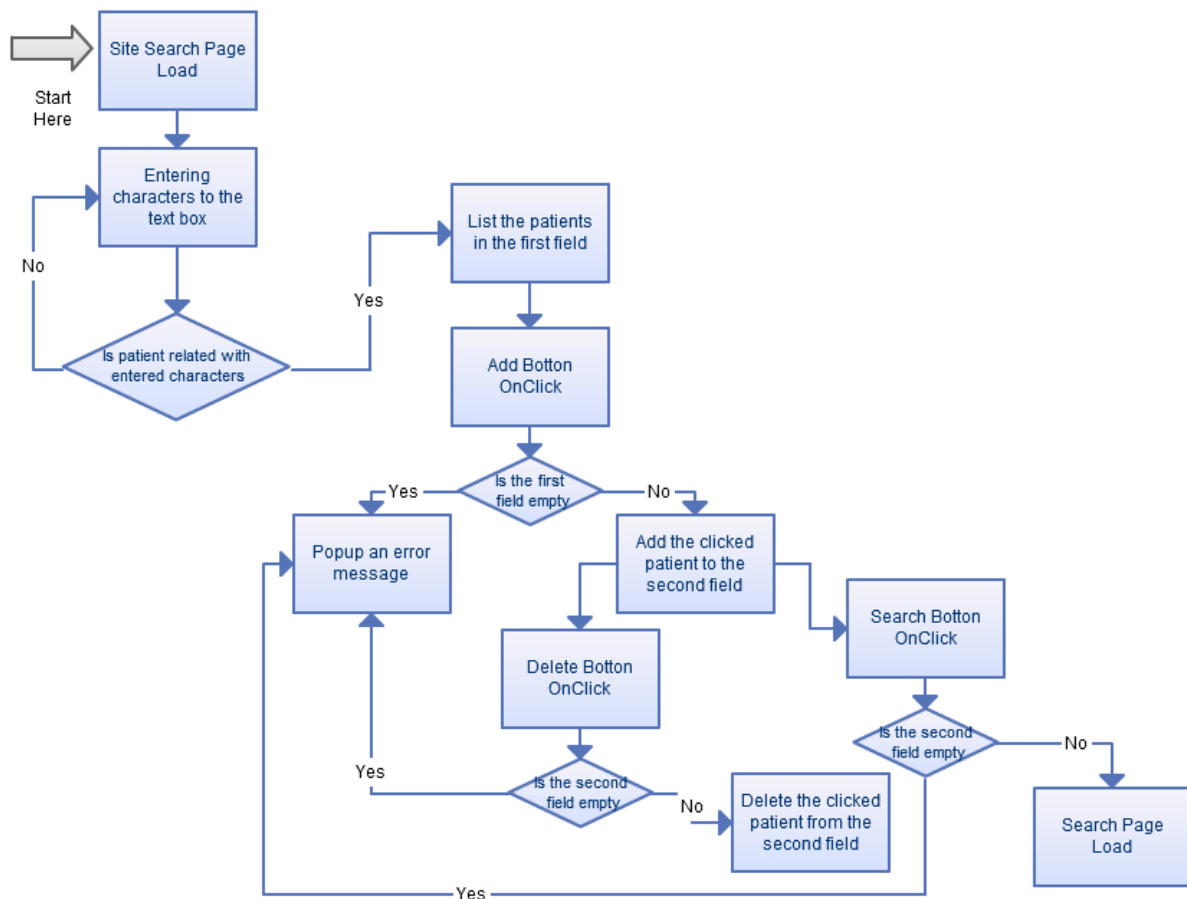 Site Search Page
Load
Start
Here
Entering
characters to the
text box
No
Is patient related with
entered characters
Yes
List the patients
in the first field
Add Botton
OnClick
Is the first
field empty
Yes
No
Popup an error
message
Add the clicked
patient to the
second field
Search Botton
OnClick
Delete Botton
OnClick
Is the second
field empty
No
Yes
Is the second
field empty
No
Delete the clicked
patient from the
second field
Search Page
Load
Yes